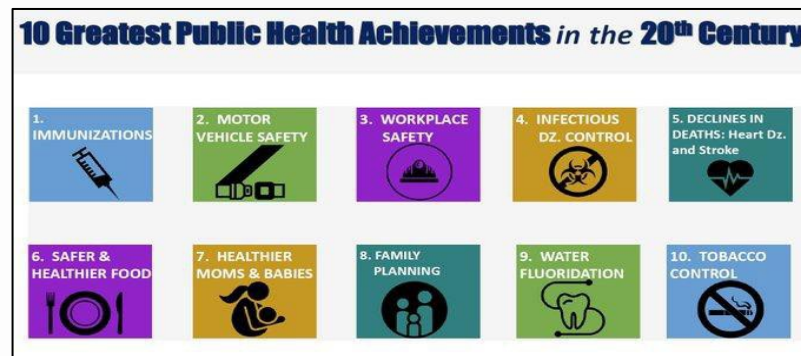 10 Greatest Public Health Achievements in the 20th Century
1.
IMMUNIZATIONS
2. MOTOR
VEHICLE SAFETY
3. WORKPLACE
SAFETY
4. INFECTIOUS
DZ. CONTROL
5. DECLINES IN
DEATHS: Heart Dz.
and Stroke
6. SAFER &
HEALTHIER FOOD
7. HEALTHIER
MOMS & BABIES
8. FAMILY
PLANNING
9. WATER
FLUORIDATION
10. TOBACCO
CONTROL